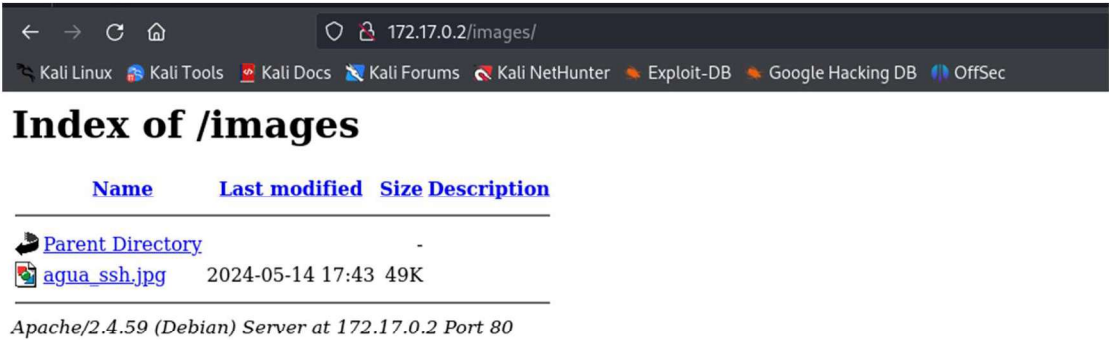 172.17.0.2/images/
Kali Linux Kali Tools Kali Docs Kali Forums Kali NetHunter Exploit-DB Google Hacking DB OffSec
Index of /images
Name Last modified Size Description
Parent Directory -
agua_ssh.jpg 2024-05-14 17:43 49K
Apache/2.4.59 (Debian) Server at 172.17.0.2 Port 80